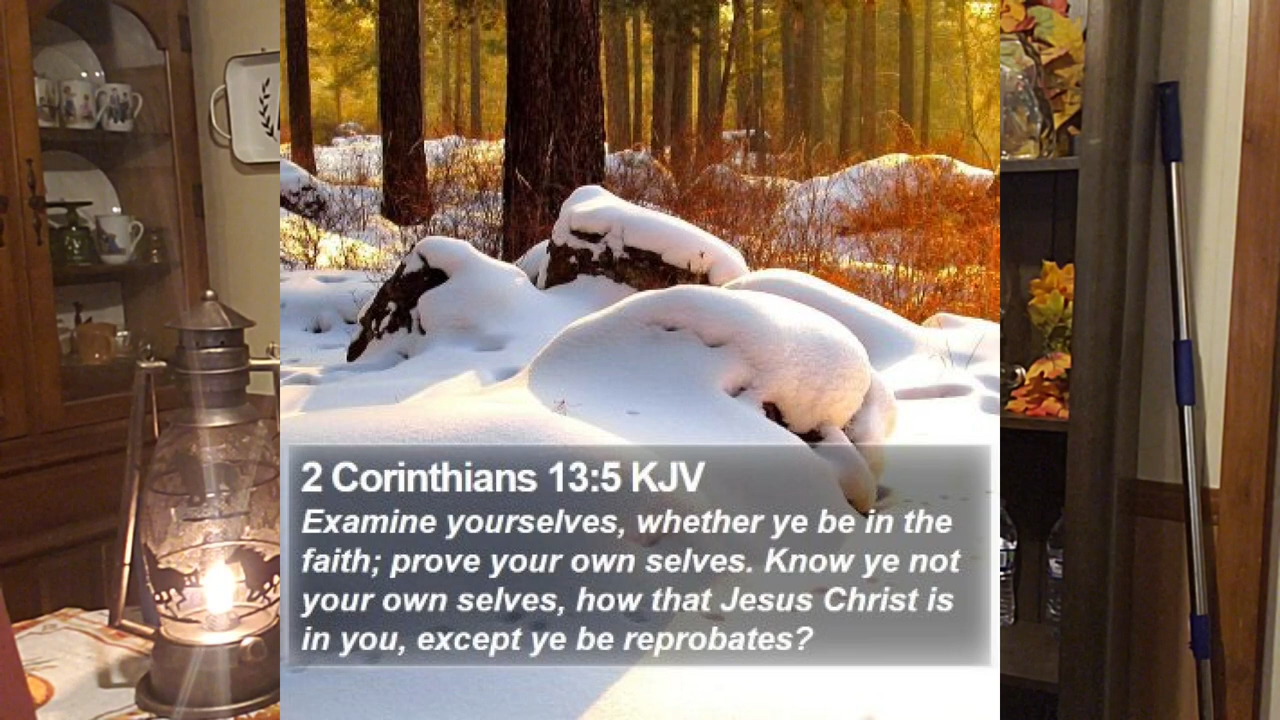 2 Corinthians 13:5 KJV
Examine yourselves, whether ye be in the
faith; prove your own selves. Know ye not
your own selves, how that Jesus Christ is
in you, except ye be reprobates?